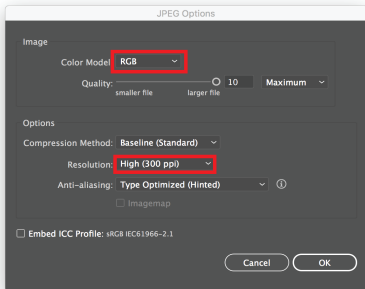 JPEG Options
Image
Color Model: RGB
Quality: 10 Maximum
smaller file larger file
Options
Compression Method: Baseline (Standard)
Resolution: High (300 ppi)
Anti-aliasing: Type Optimized (Hinted)
Imagemap
Embed ICC Profile: sRGB IEC61966-2.1
Cancel OK